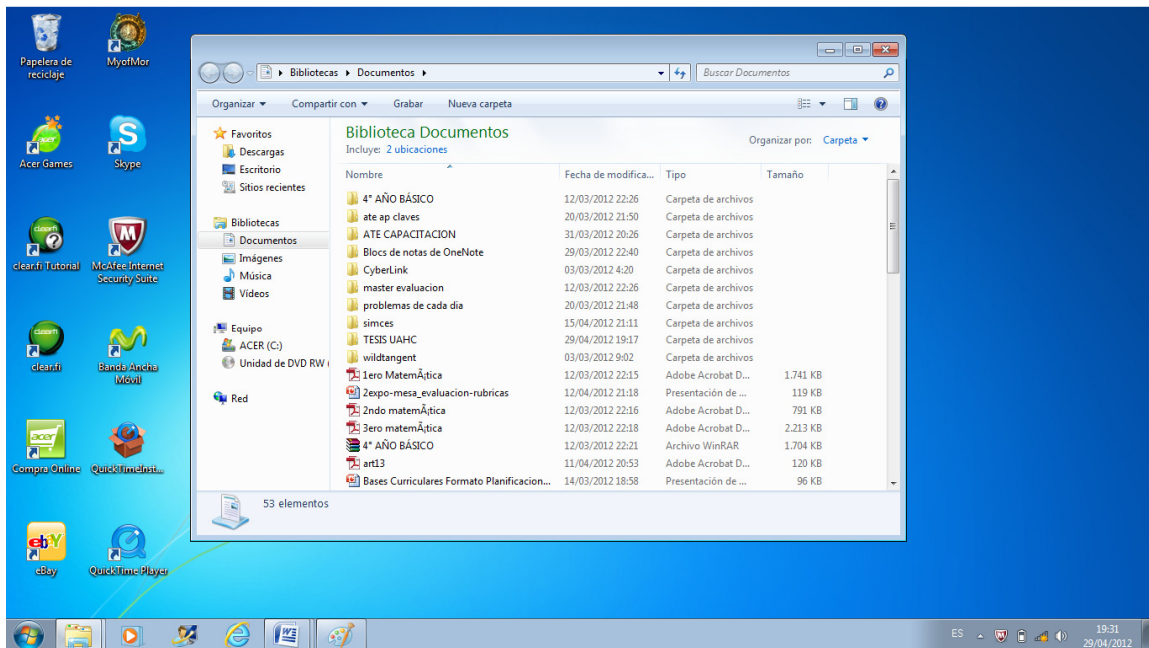 Papelera de
reciclaje
MyofMor
Acer Games
Skype
clear.fi Tutorial
McAfee Internet
Security Suite
clear.fi
Banda Ancha
Móvil
Compra Online
QuickTimeInst...
eBay
QuickTime Player
Bibliotecas Documentos
Buscar Documentos
Organizar Compartir con Grabar Nueva carpeta
Favoritos
Descargas
Escritorio
Sitios recientes
Bibliotecas
Documentos
Imágenes
Música
Vídeos
Equipo
ACER (C:)
Unidad de DVD RW (
Red
Biblioteca Documentos
Incluye: 2 ubicaciones
Organizar por: Carpeta
Nombre Fecha de modifica... Tipo Tamaño
4° AÑO BÁSICO 12/03/2012 22:26 Carpeta de archivos
ate ap claves 20/03/2012 21:50 Carpeta de archivos
ATE CAPACITACION 31/03/2012 20:26 Carpeta de archivos
Blocs de notas de OneNote 29/03/2012 22:40 Carpeta de archivos
CyberLink 03/03/2012 4:20 Carpeta de archivos
master evaluacion 12/03/2012 22:26 Carpeta de archivos
problemas de cada dia 20/03/2012 21:48 Carpeta de archivos
simces 15/04/2012 21:11 Carpeta de archivos
TESIS UAHC 29/04/2012 19:17 Carpeta de archivos
wildtangent 03/03/2012 9:02 Carpeta de archivos
1ero MatemÃ¡tica 12/03/2012 22:15 Adobe Acrobat D... 1.741 KB
2expo-mesa_evaluacion-rubricas 12/04/2012 21:18 Presentación de ... 119 KB
2ndo matemÃ¡tica 12/03/2012 22:16 Adobe Acrobat D... 791 KB
3ero matemÃ¡tica 12/03/2012 22:18 Adobe Acrobat D... 2.213 KB
4° AÑO BÁSICO 12/03/2012 22:21 Archivo WinRAR 1.704 KB
art13 11/04/2012 20:53 Adobe Acrobat D... 120 KB
Bases Curriculares Formato Planificacion... 14/03/2012 18:58 Presentación de ... 96 KB
53 elementos
ES
19:31
29/04/2012